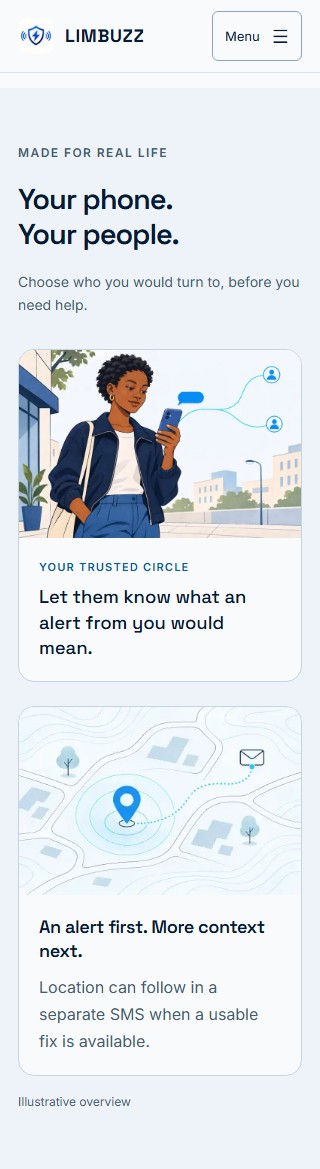 LIMBUZZ
Menu
MADE FOR REAL LIFE
Your phone.
Your people.
Choose who you would turn to, before you
need help.
YOUR TRUSTED CIRCLE
Let them know what an
alert from you would
mean.
An alert first. More context
next.
Location can follow in a
separate SMS when a usable
fix is available.
Illustrative overview